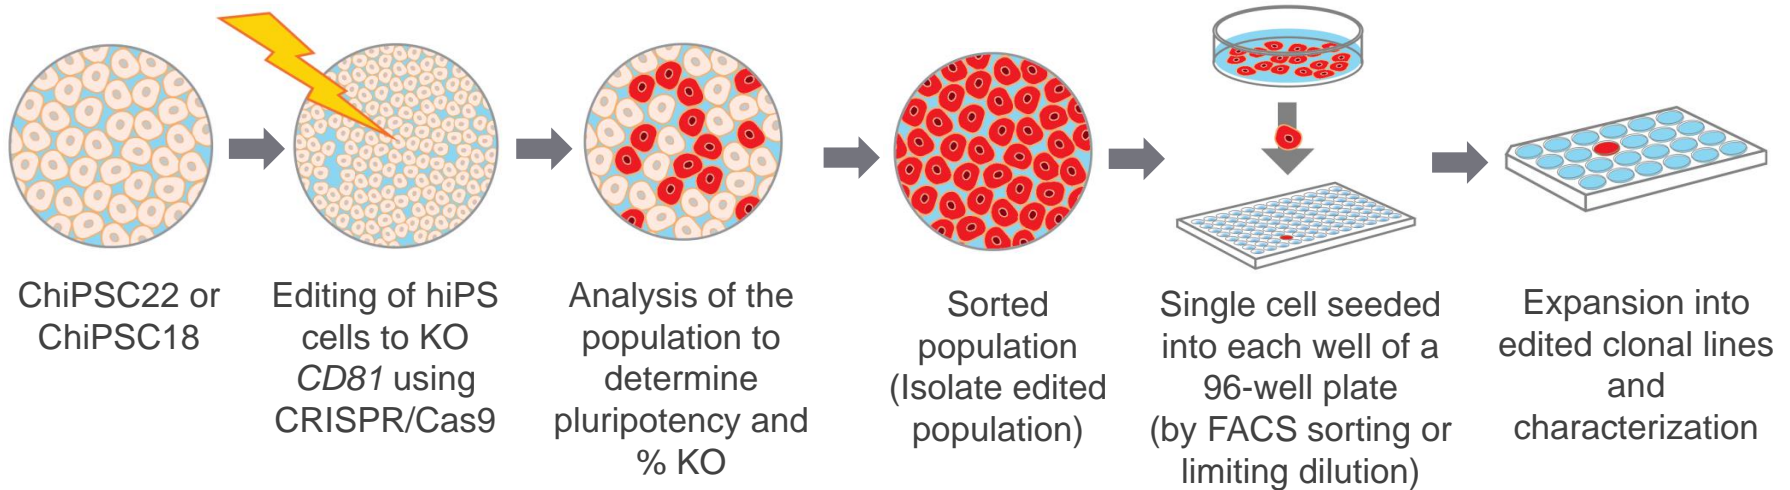 ChiPSC22 or
ChiPSC18
Editing of hiPS
cells to KO
CD81 using
CRISPR/Cas9
Analysis of the
population to
determine
pluripotency and
% KO
Sorted
population
(Isolate edited
population)
Single cell seeded
into each well of a
96-well plate
(by FACS sorting or
limiting dilution)
Expansion into
edited clonal lines
and
characterization